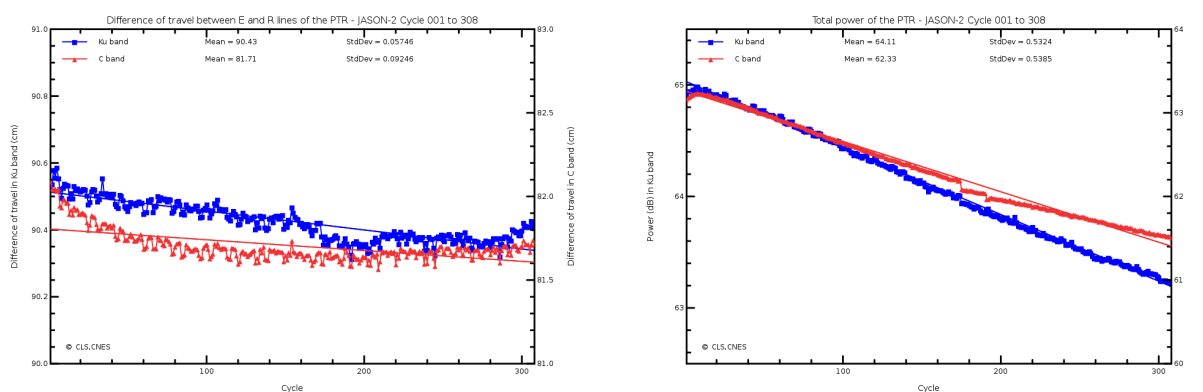 Difference of travel between E and R lines of the PTR - JASON-2 Cycle 001 to 308
91.0
90.8
90.6
90.4
90.2
90.0
83.0
82.5
82.0
81.5
81.0
Ku band Mean = 90.43 StdDev = 0.05746
C band Mean = 81.71 StdDev = 0.09246
Difference of travel in Ku band (cm)
Difference of travel in C band (cm)
© CLS,CNES
100 200 300
Cycle
Total power of the PTR - JASON-2 Cycle 001 to 308
65
64
63
64
63
62
61
60
Ku band Mean = 64.11 StdDev = 0.5324
C band Mean = 62.33 StdDev = 0.5385
Power (dB) in Ku band
© CLS,CNES
100 200 300
Cycle